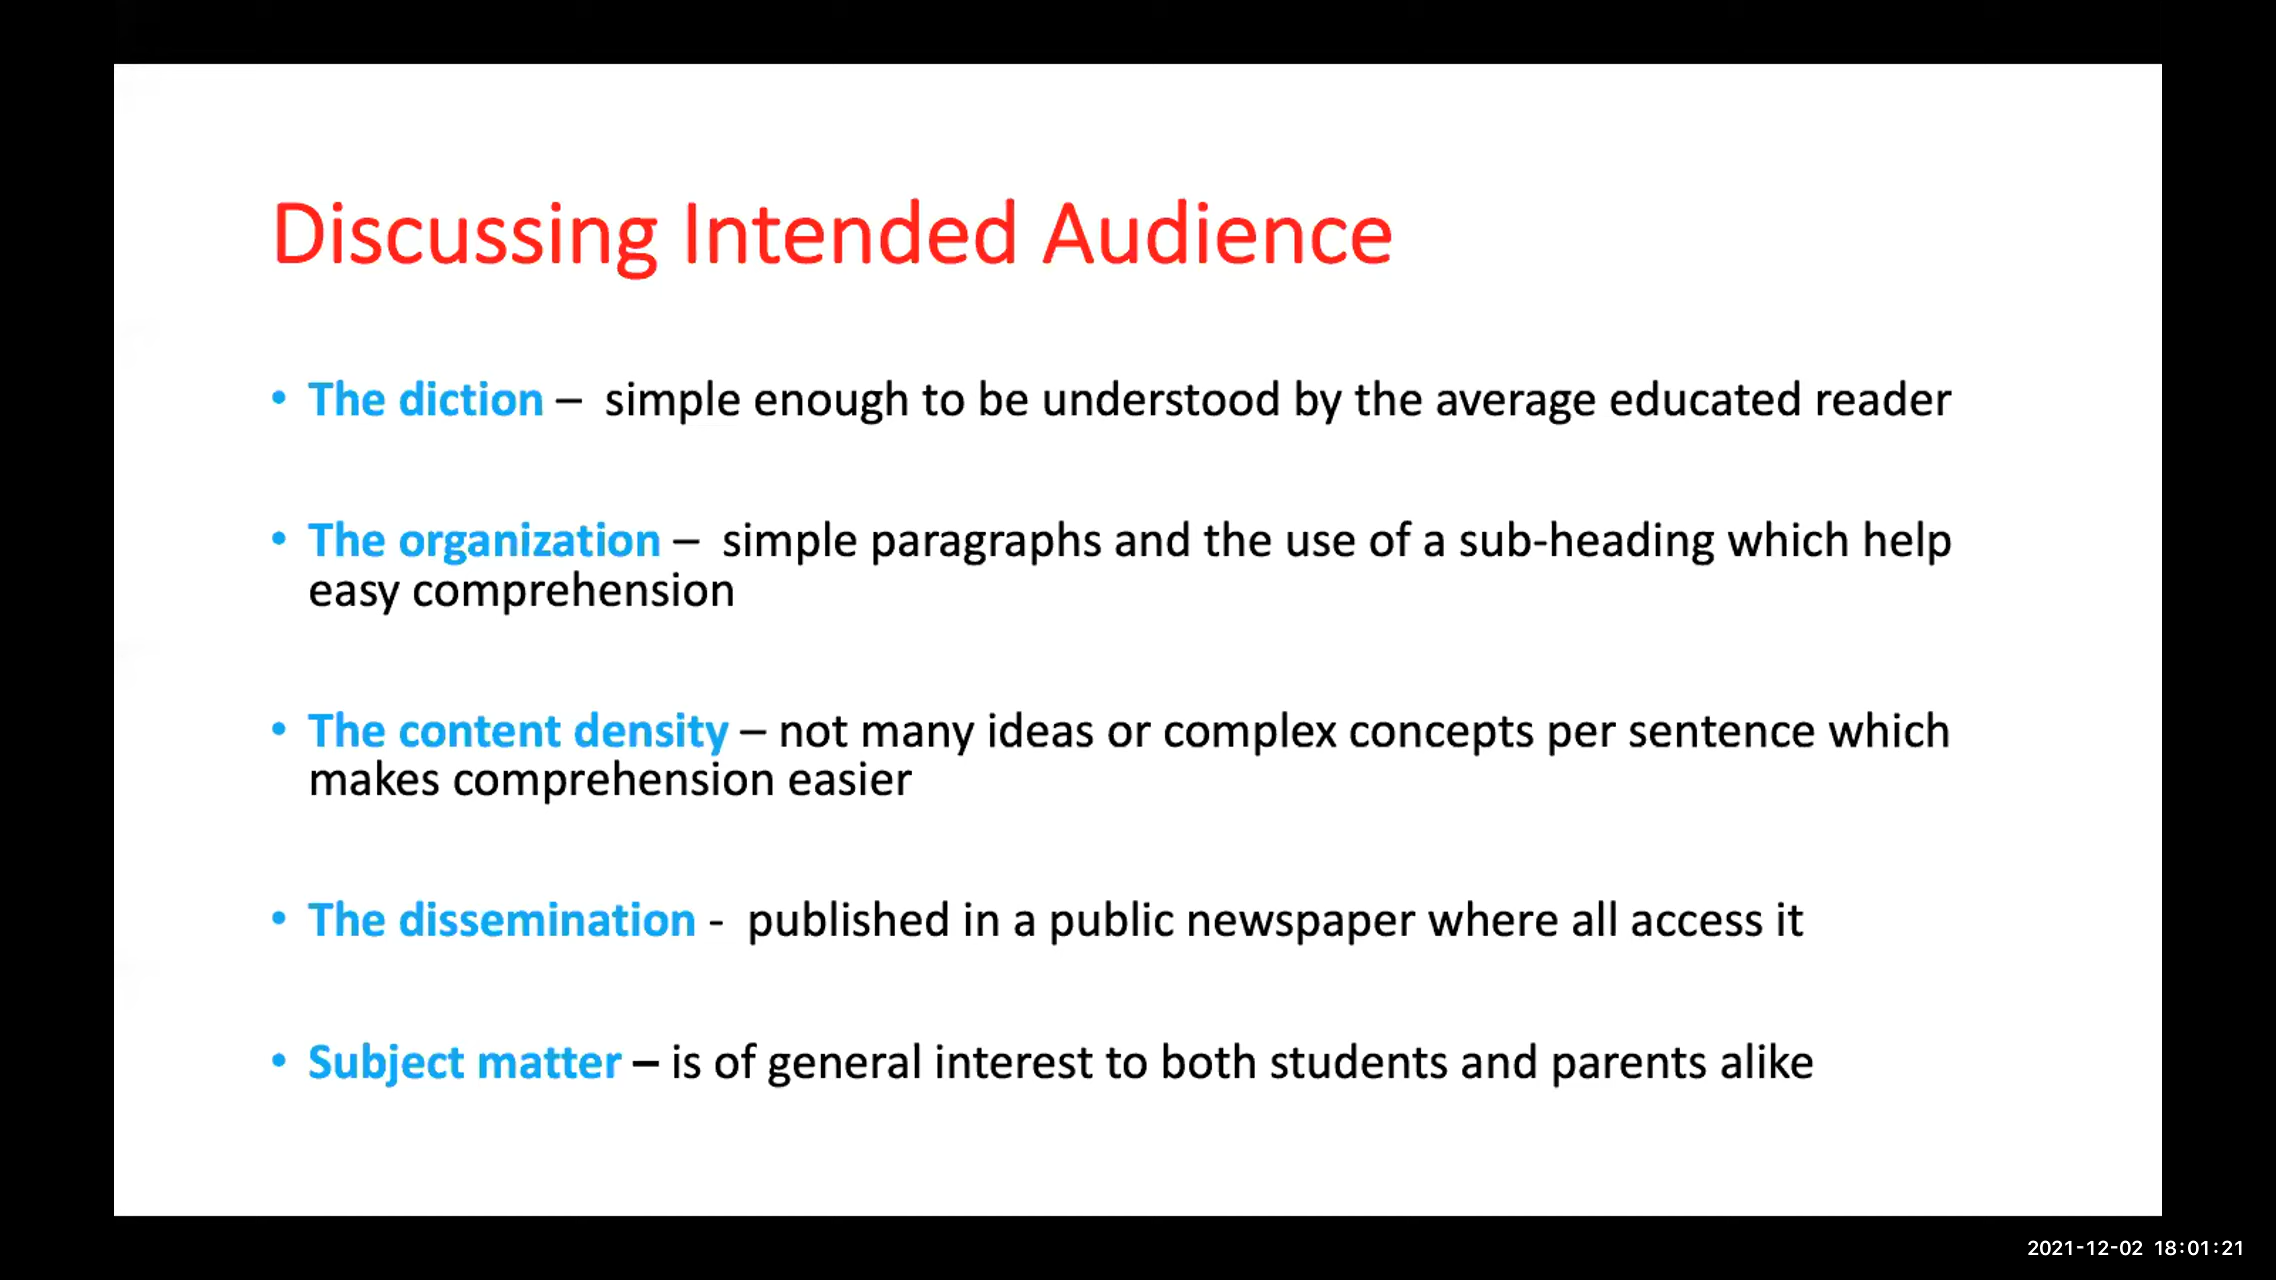 Discussing Intended Audience
• The diction – simple enough to be understood by the average educated reader
• The organization – simple paragraphs and the use of a sub-heading which help
easy comprehension
• The content density – not many ideas or complex concepts per sentence which
makes comprehension easier
• The dissemination - published in a public newspaper where all access it
• Subject matter – is of general interest to both students and parents alike
2021-12-02 18:01:21